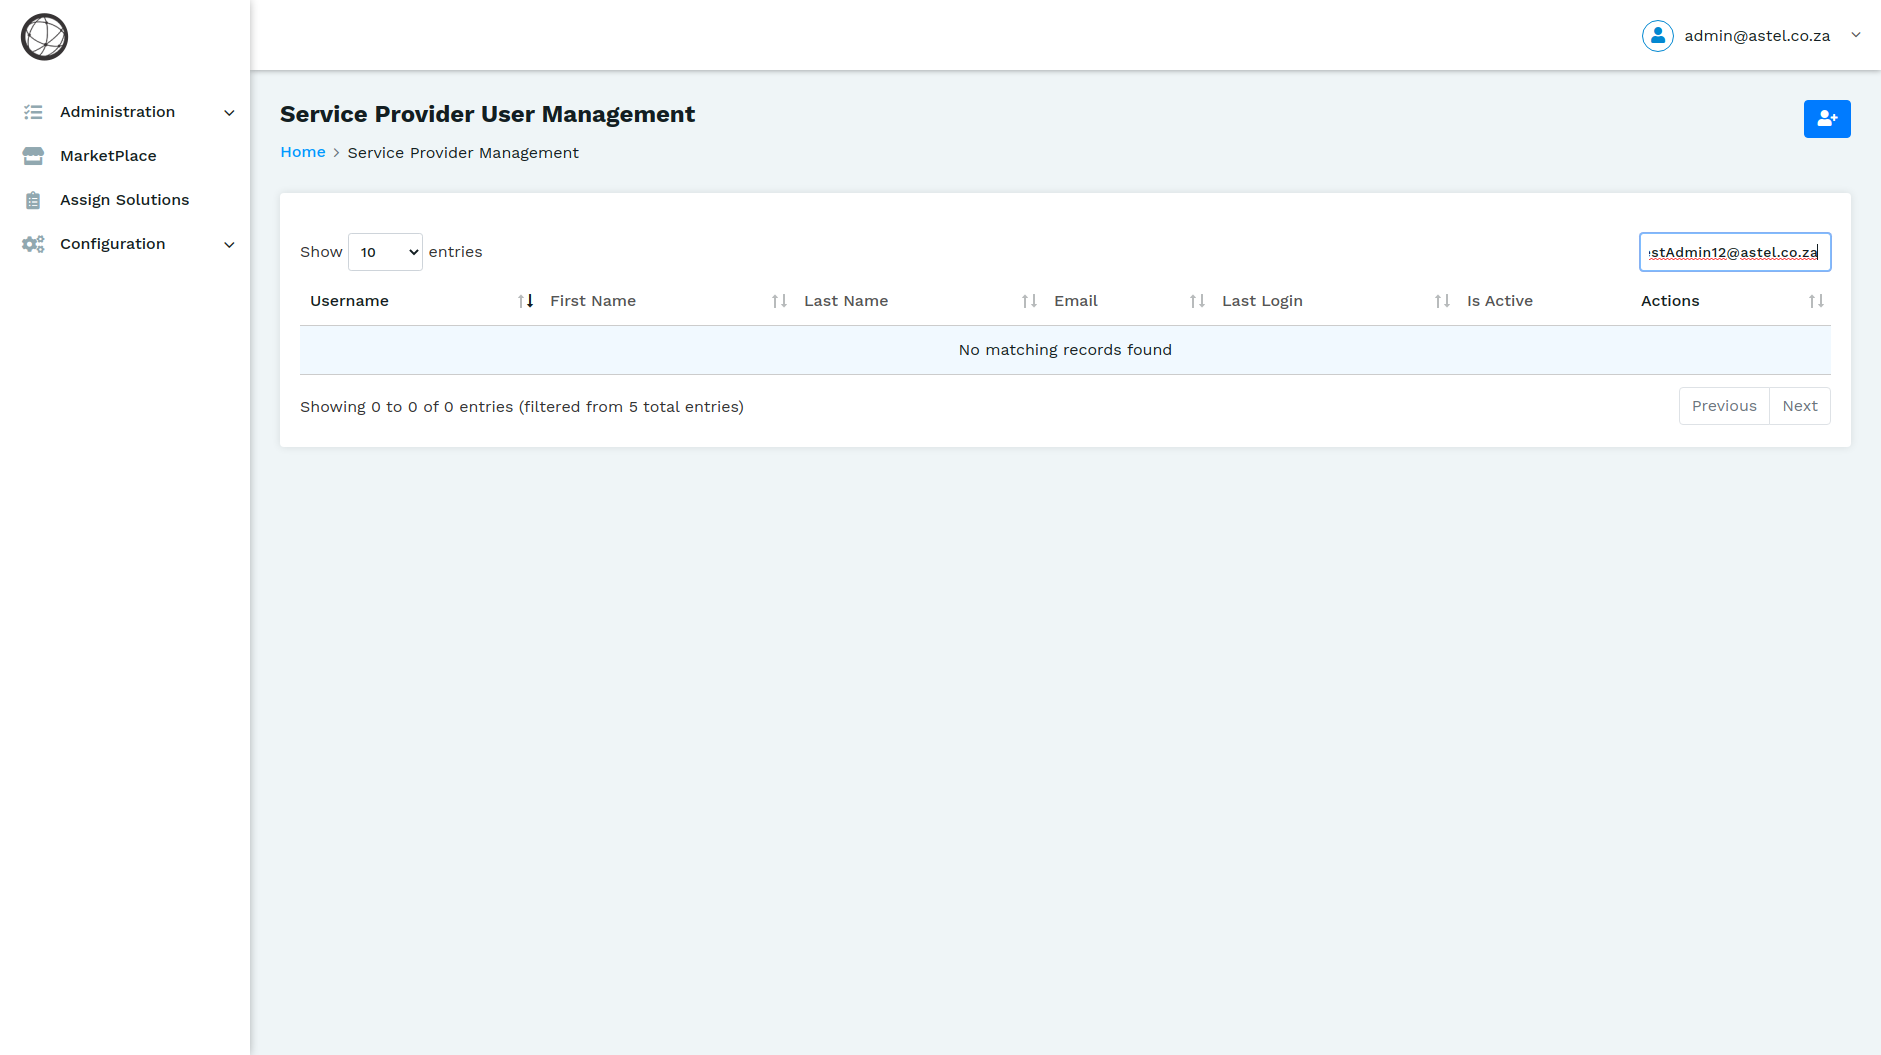 admin@astel.co.za
Administration
MarketPlace
Assign Solutions
Configuration
Service Provider User Management
Home > Service Provider Management
Show 10 entries
stAdmin12@astel.co.za
Username First Name Last Name Email Last Login Is Active Actions
No matching records found
Showing 0 to 0 of 0 entries (filtered from 5 total entries)
Previous Next